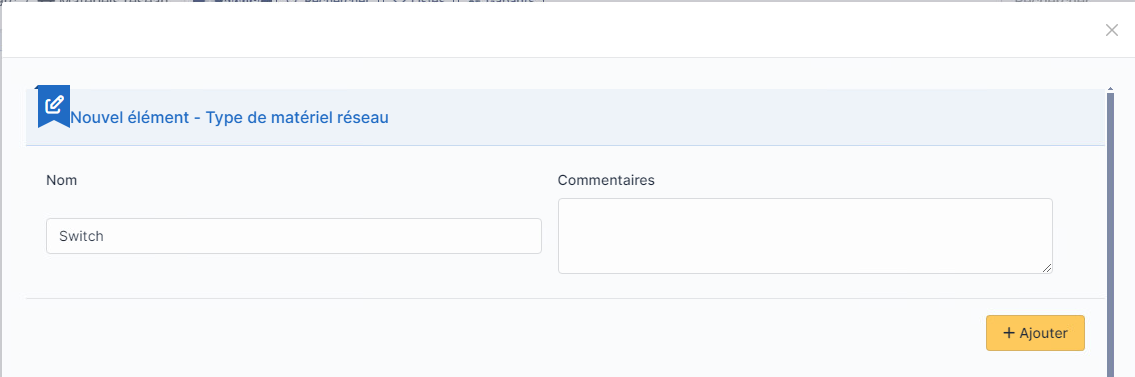 Nouvel élément - Type de matériel réseau
Nom
Commentaires
Switch
+ Ajouter